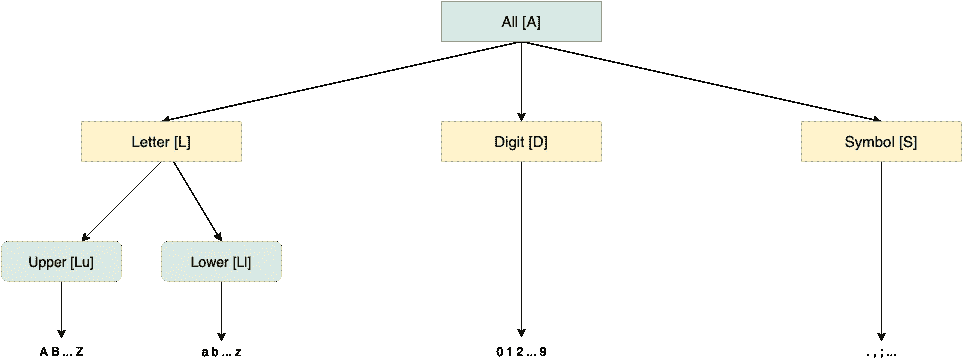 All [A]
Letter [L]
Digit [D]
Symbol [S]
Upper [Lu]
Lower [Ll]
A B ... Z
a b ... z
0 1 2 ... 9
. , ; ...